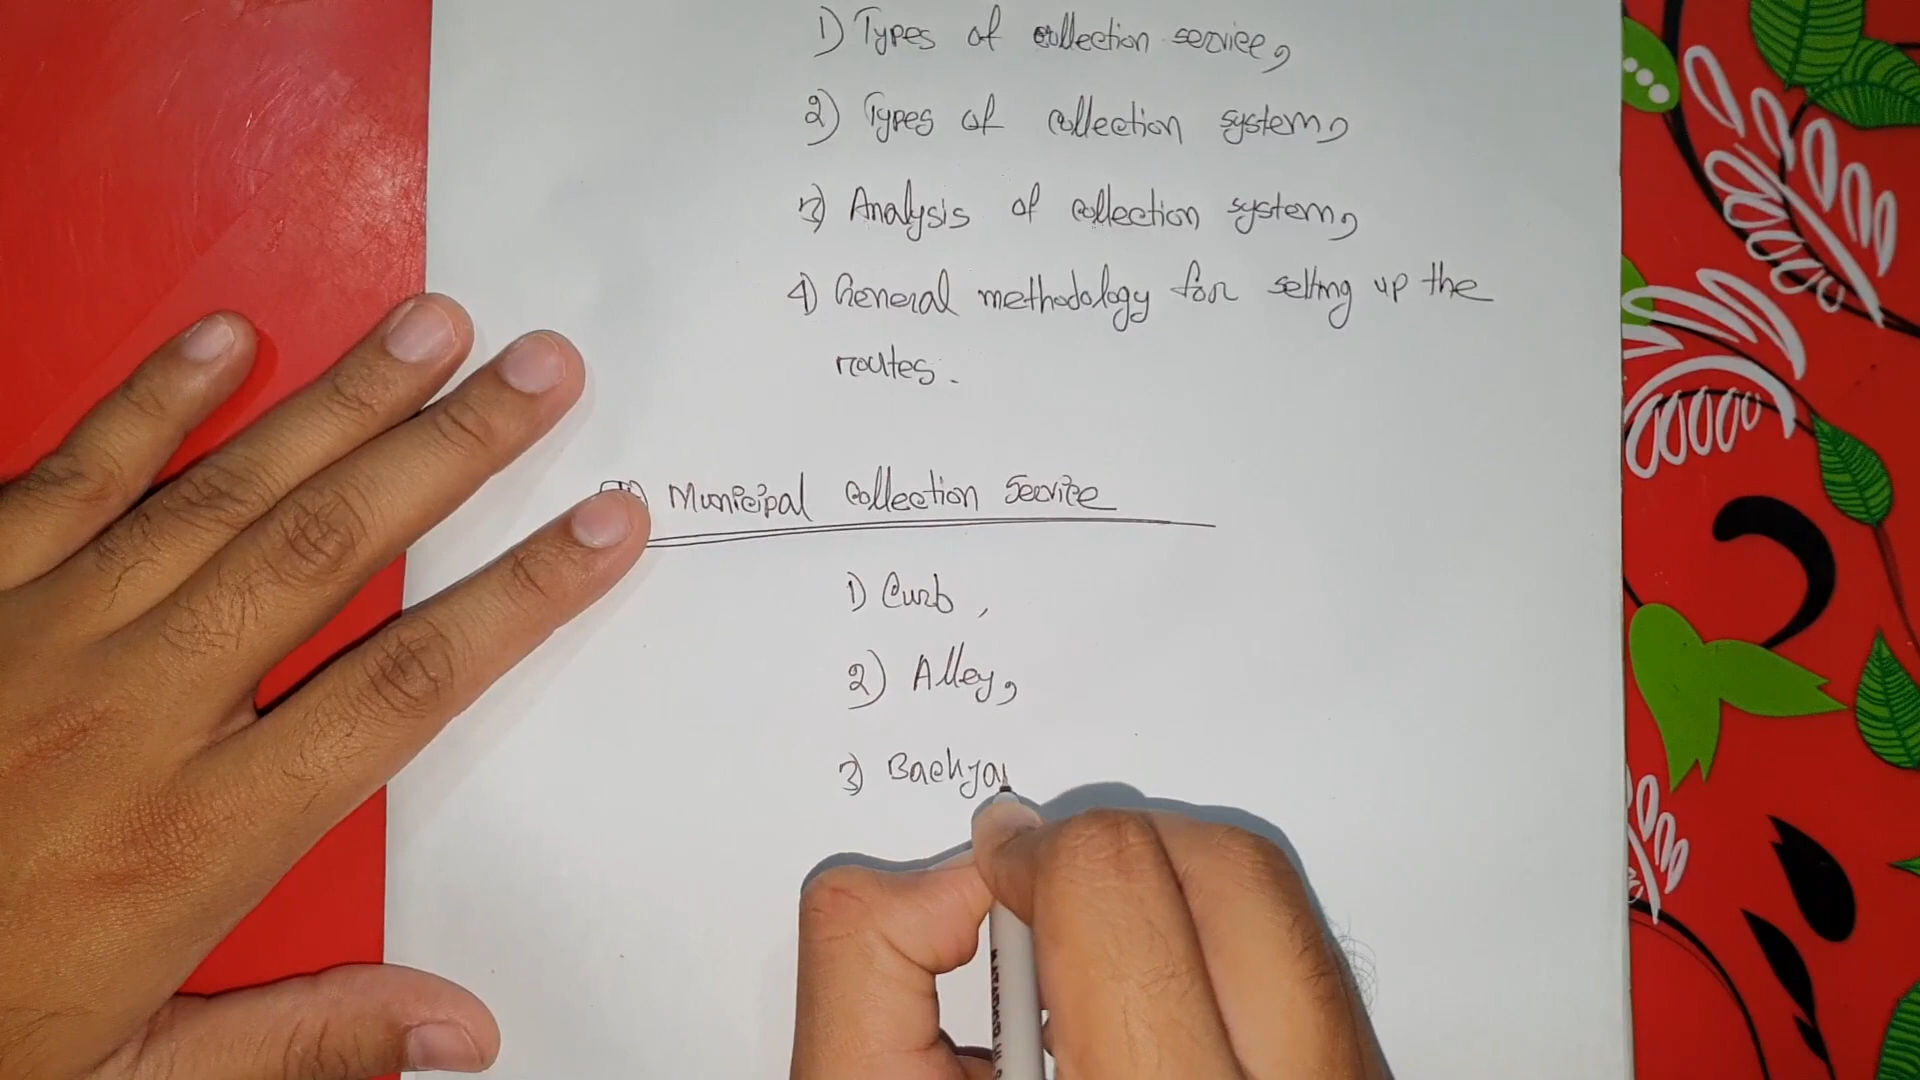 1) Types of collection service,
2) Types of collection system,
3) Analysis of collection system,
4) General methodology for setting up the
routes.
Municipal Collection Service
1) Curb,
2) Alley,
3) Backya
MATADOR